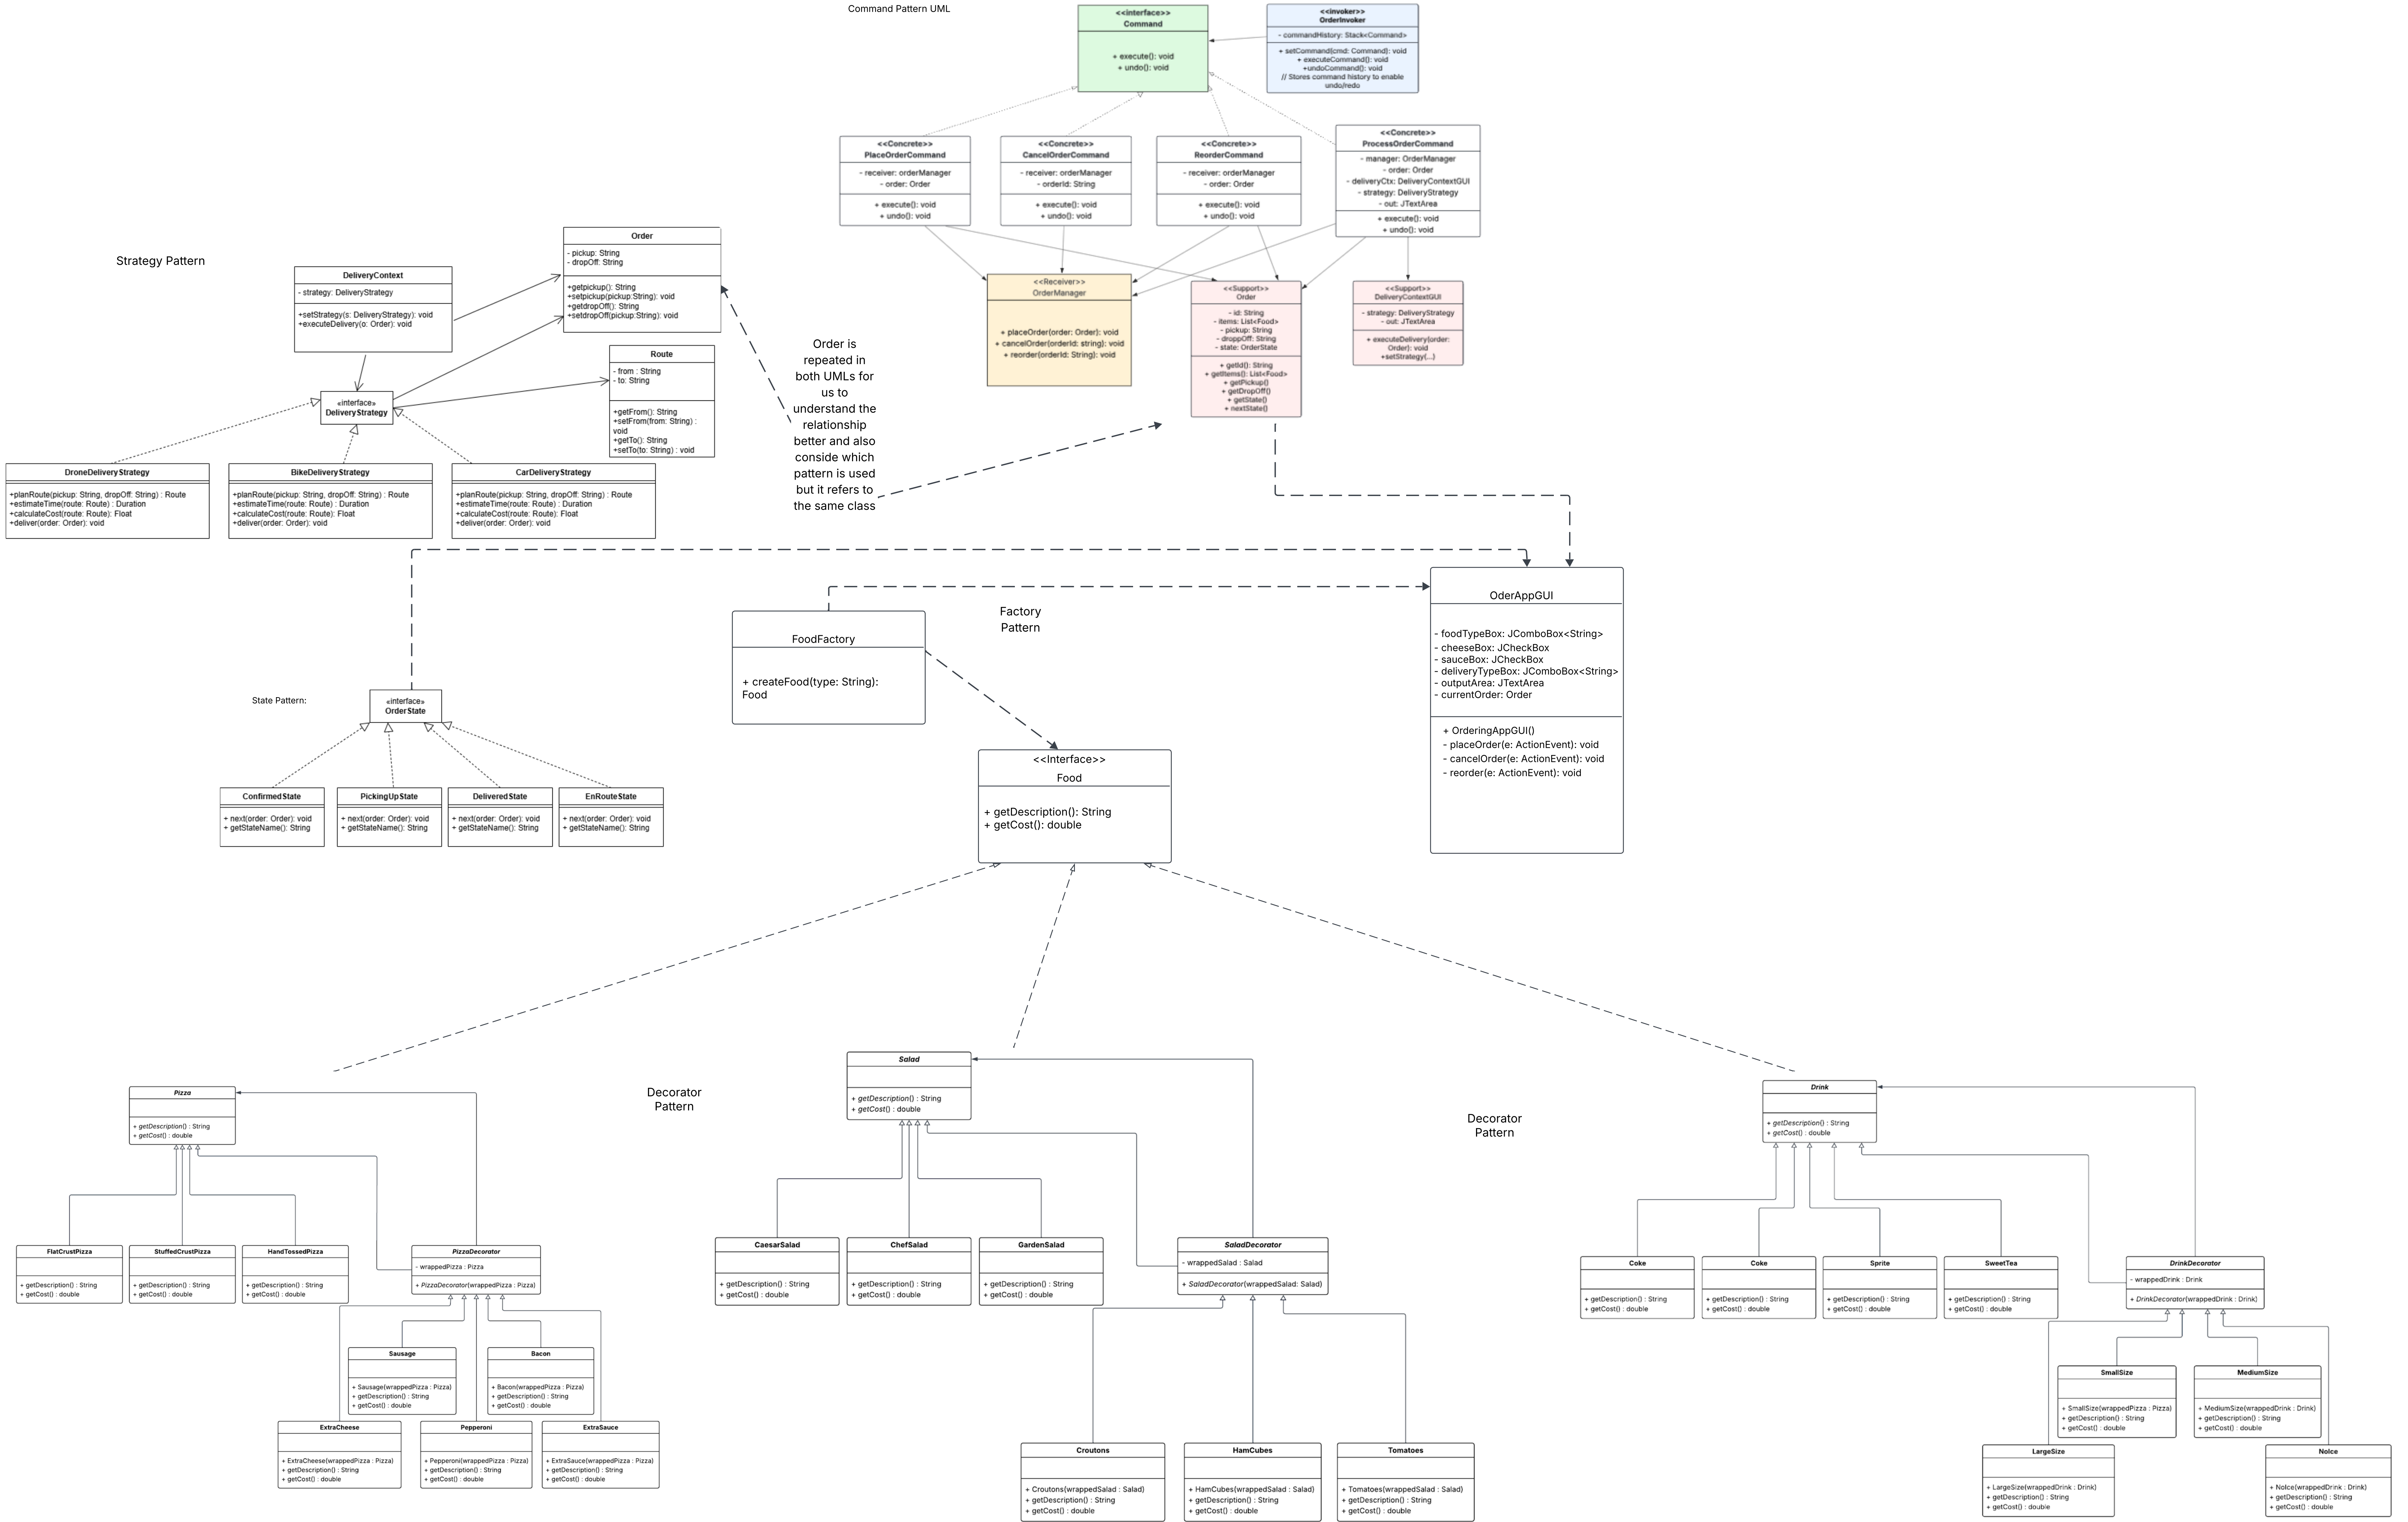 Command Pattern UML
<<interface>>
Command
+ execute(): void
+ undo(): void
<<invoker>>
OrderInvoker
- commandHistory: Stack<Command>
+ setCommand(cmd: Command): void
+ executeCommand(): void
+undoCommand(): void
// Stores command history to enable
undo/redo
<<Concrete>>
PlaceOrderCommand
- receiver: orderManager
- order: Order
+ execute(): void
+ undo(): void
<<Concrete>>
CancelOrderCommand
- receiver: orderManager
- orderId: String
+ execute(): void
+ undo(): void
<<Concrete>>
ReorderCommand
- receiver: orderManager
- order: Order
+ execute(): void
+ undo(): void
<<Concrete>>
ProcessOrderCommand
- manager: OrderManager
- order: Order
- deliveryCtx: DeliveryContextGUI
- strategy: DeliveryStrategy
- out: JTextArea
+ execute(): void
+ undo(): void
<<Receiver>>
OrderManager
+ placeOrder(order: Order): void
+ cancelOrder(orderId: string): void
+ reorder(orderId: String): void
<<Support>>
Order
- id: String
- items: List<Food>
- pickup: String
- droppOff: String
- state: OrderState
+ getId(): String
+ getItems(): List<Food>
+ getPickup()
+ getDropOff()
+ getState()
+ nextState()
<<Support>>
DeliveryContextGUI
- strategy: DeliveryStrategy
- out: JTextArea
+ executeDelivery(order:
Order): void
+setStrategy(...)
Strategy Pattern
DeliveryContext
- strategy: DeliveryStrategy
+setStrategy(s: DeliveryStrategy): void
+executeDelivery(o: Order): void
Order
- pickup: String
- dropOff: String
+getpickup(): String
+setpickup(pickup:String): void
+getdropOff(): String
+setdropOff(pickup:String): void
Route
- from : String
- to: String
+getFrom(): String
+setFrom(from: String) :
void
+getTo(): String
+setTo(to: String) : void
«interface»
DeliveryStrategy
DroneDeliveryStrategy
+planRoute(pickup: String, dropOff: String) : Route
+estimateTime(route: Route) : Duration
+calculateCost(route: Route): Float
+deliver(order: Order): void
BikeDeliveryStrategy
+planRoute(pickup: String, dropOff: String) : Route
+estimateTime(route: Route) : Duration
+calculateCost(route: Route): Float
+deliver(order: Order): void
CarDeliveryStrategy
+planRoute(pickup: String, dropOff: String) : Route
+estimateTime(route: Route) : Duration
+calculateCost(route: Route): Float
+deliver(order: Order): void
Order is
repeated in
both UMLs for
us to
understand the
relationship
better and also
conside which
pattern is used
but it refers to
the same class
State Pattern:
«interface»
OrderState
ConfirmedState
+ next(order: Order): void
+ getStateName(): String
PickingUpState
+ next(order: Order): void
+ getStateName(): String
DeliveredState
+ next(order: Order): void
+ getStateName(): String
EnRouteState
+ next(order: Order): void
+ getStateName(): String
Factory
Pattern
FoodFactory
+ createFood(type: String):
Food
<<Interface>>
Food
+ getDescription(): String
+ getCost(): double
OderAppGUI
- foodTypeBox: JComboBox<String>
- cheeseBox: JCheckBox
- sauceBox: JCheckBox
- deliveryTypeBox: JComboBox<String>
- outputArea: JTextArea
- currentOrder: Order
+ OrderingAppGUI()
- placeOrder(e: ActionEvent): void
- cancelOrder(e: ActionEvent): void
- reorder(e: ActionEvent): void
Decorator
Pattern
Pizza
+ getDescription() : String
+ getCost() : double
FlatCrustPizza
+ getDescription() : String
+ getCost() : double
StuffedCrustPizza
+ getDescription() : String
+ getCost() : double
HandTossedPizza
+ getDescription() : String
+ getCost() : double
PizzaDecorator
- wrappedPizza : Pizza
+ PizzaDecorator(wrappedPizza : Pizza)
Sausage
+ Sausage(wrappedPizza : Pizza)
+ getDescription() : String
+ getCost() : double
Bacon
+ Bacon(wrappedPizza : Pizza)
+ getDescription() : String
+ getCost() : double
ExtraCheese
+ ExtraCheese(wrappedPizza : Pizza)
+ getDescription() : String
+ getCost() : double
Pepperoni
+ Pepperoni(wrappedPizza : Pizza)
+ getDescription() : String
+ getCost() : double
ExtraSauce
+ ExtraSauce(wrappedPizza : Pizza)
+ getDescription() : String
+ getCost() : double
Salad
+ getDescription() : String
+ getCost() : double
CaesarSalad
+ getDescription() : String
+ getCost() : double
ChefSalad
+ getDescription() : String
+ getCost() : double
GardenSalad
+ getDescription() : String
+ getCost() : double
SaladDecorator
- wrappedSalad : Salad
+ SaladDecorator(wrappedSalad: Salad)
Croutons
+ Croutons(wrappedSalad : Salad)
+ getDescription() : String
+ getCost() : double
HamCubes
+ HamCubes(wrappedSalad : Salad)
+ getDescription() : String
+ getCost() : double
Tomatoes
+ Tomatoes(wrappedSalad : Salad)
+ getDescription() : String
+ getCost() : double
Decorator
Pattern
Drink
+ getDescription() : String
+ getCost() : double
Coke
+ getDescription() : String
+ getCost() : double
Coke
+ getDescription() : String
+ getCost() : double
Sprite
+ getDescription() : String
+ getCost() : double
SweetTea
+ getDescription() : String
+ getCost() : double
DrinkDecorator
- wrappedDrink : Drink
+ DrinkDecorator(wrappedDrink : Drink)
SmallSize
+ SmallSize(wrappedPizza : Pizza)
+ getDescription() : String
+ getCost() : double
MediumSize
+ MediumSize(wrappedDrink : Drink)
+ getDescription() : String
+ getCost() : double
LargeSize
+ LargeSize(wrappedDrink : Drink)
+ getDescription() : String
+ getCost() : double
NoIce
+ NoIce(wrappedDrink : Drink)
+ getDescription() : String
+ getCost() : double